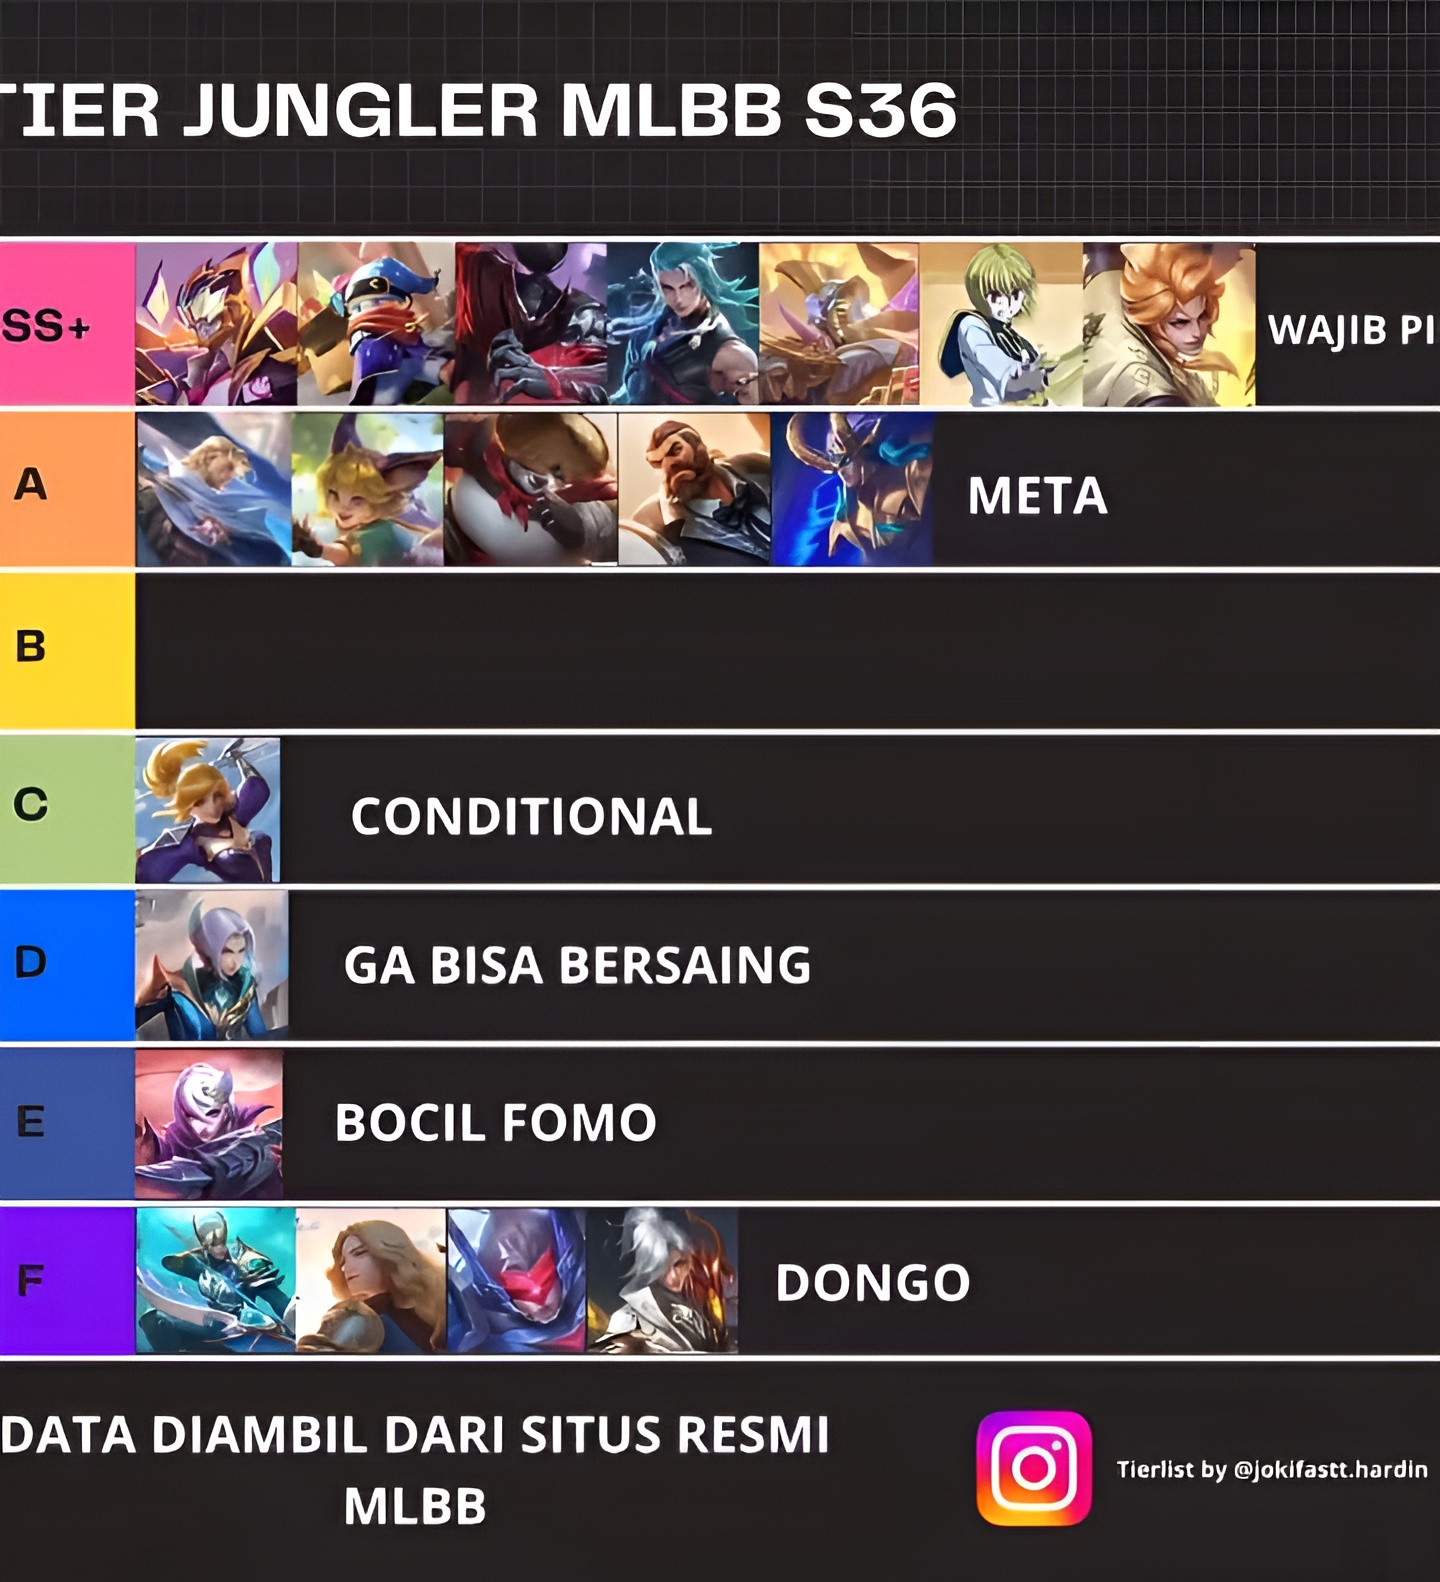 TIER JUNGLER MLBB S36
SS+
WAJIB PI
A
META
B
C
CONDITIONAL
D
GA BISA BERSAING
E
BOCIL FOMO
F
DONGO
DATA DIAMBIL DARI SITUS RESMI
MLBB
Tierlist by @jokifastt.hardin